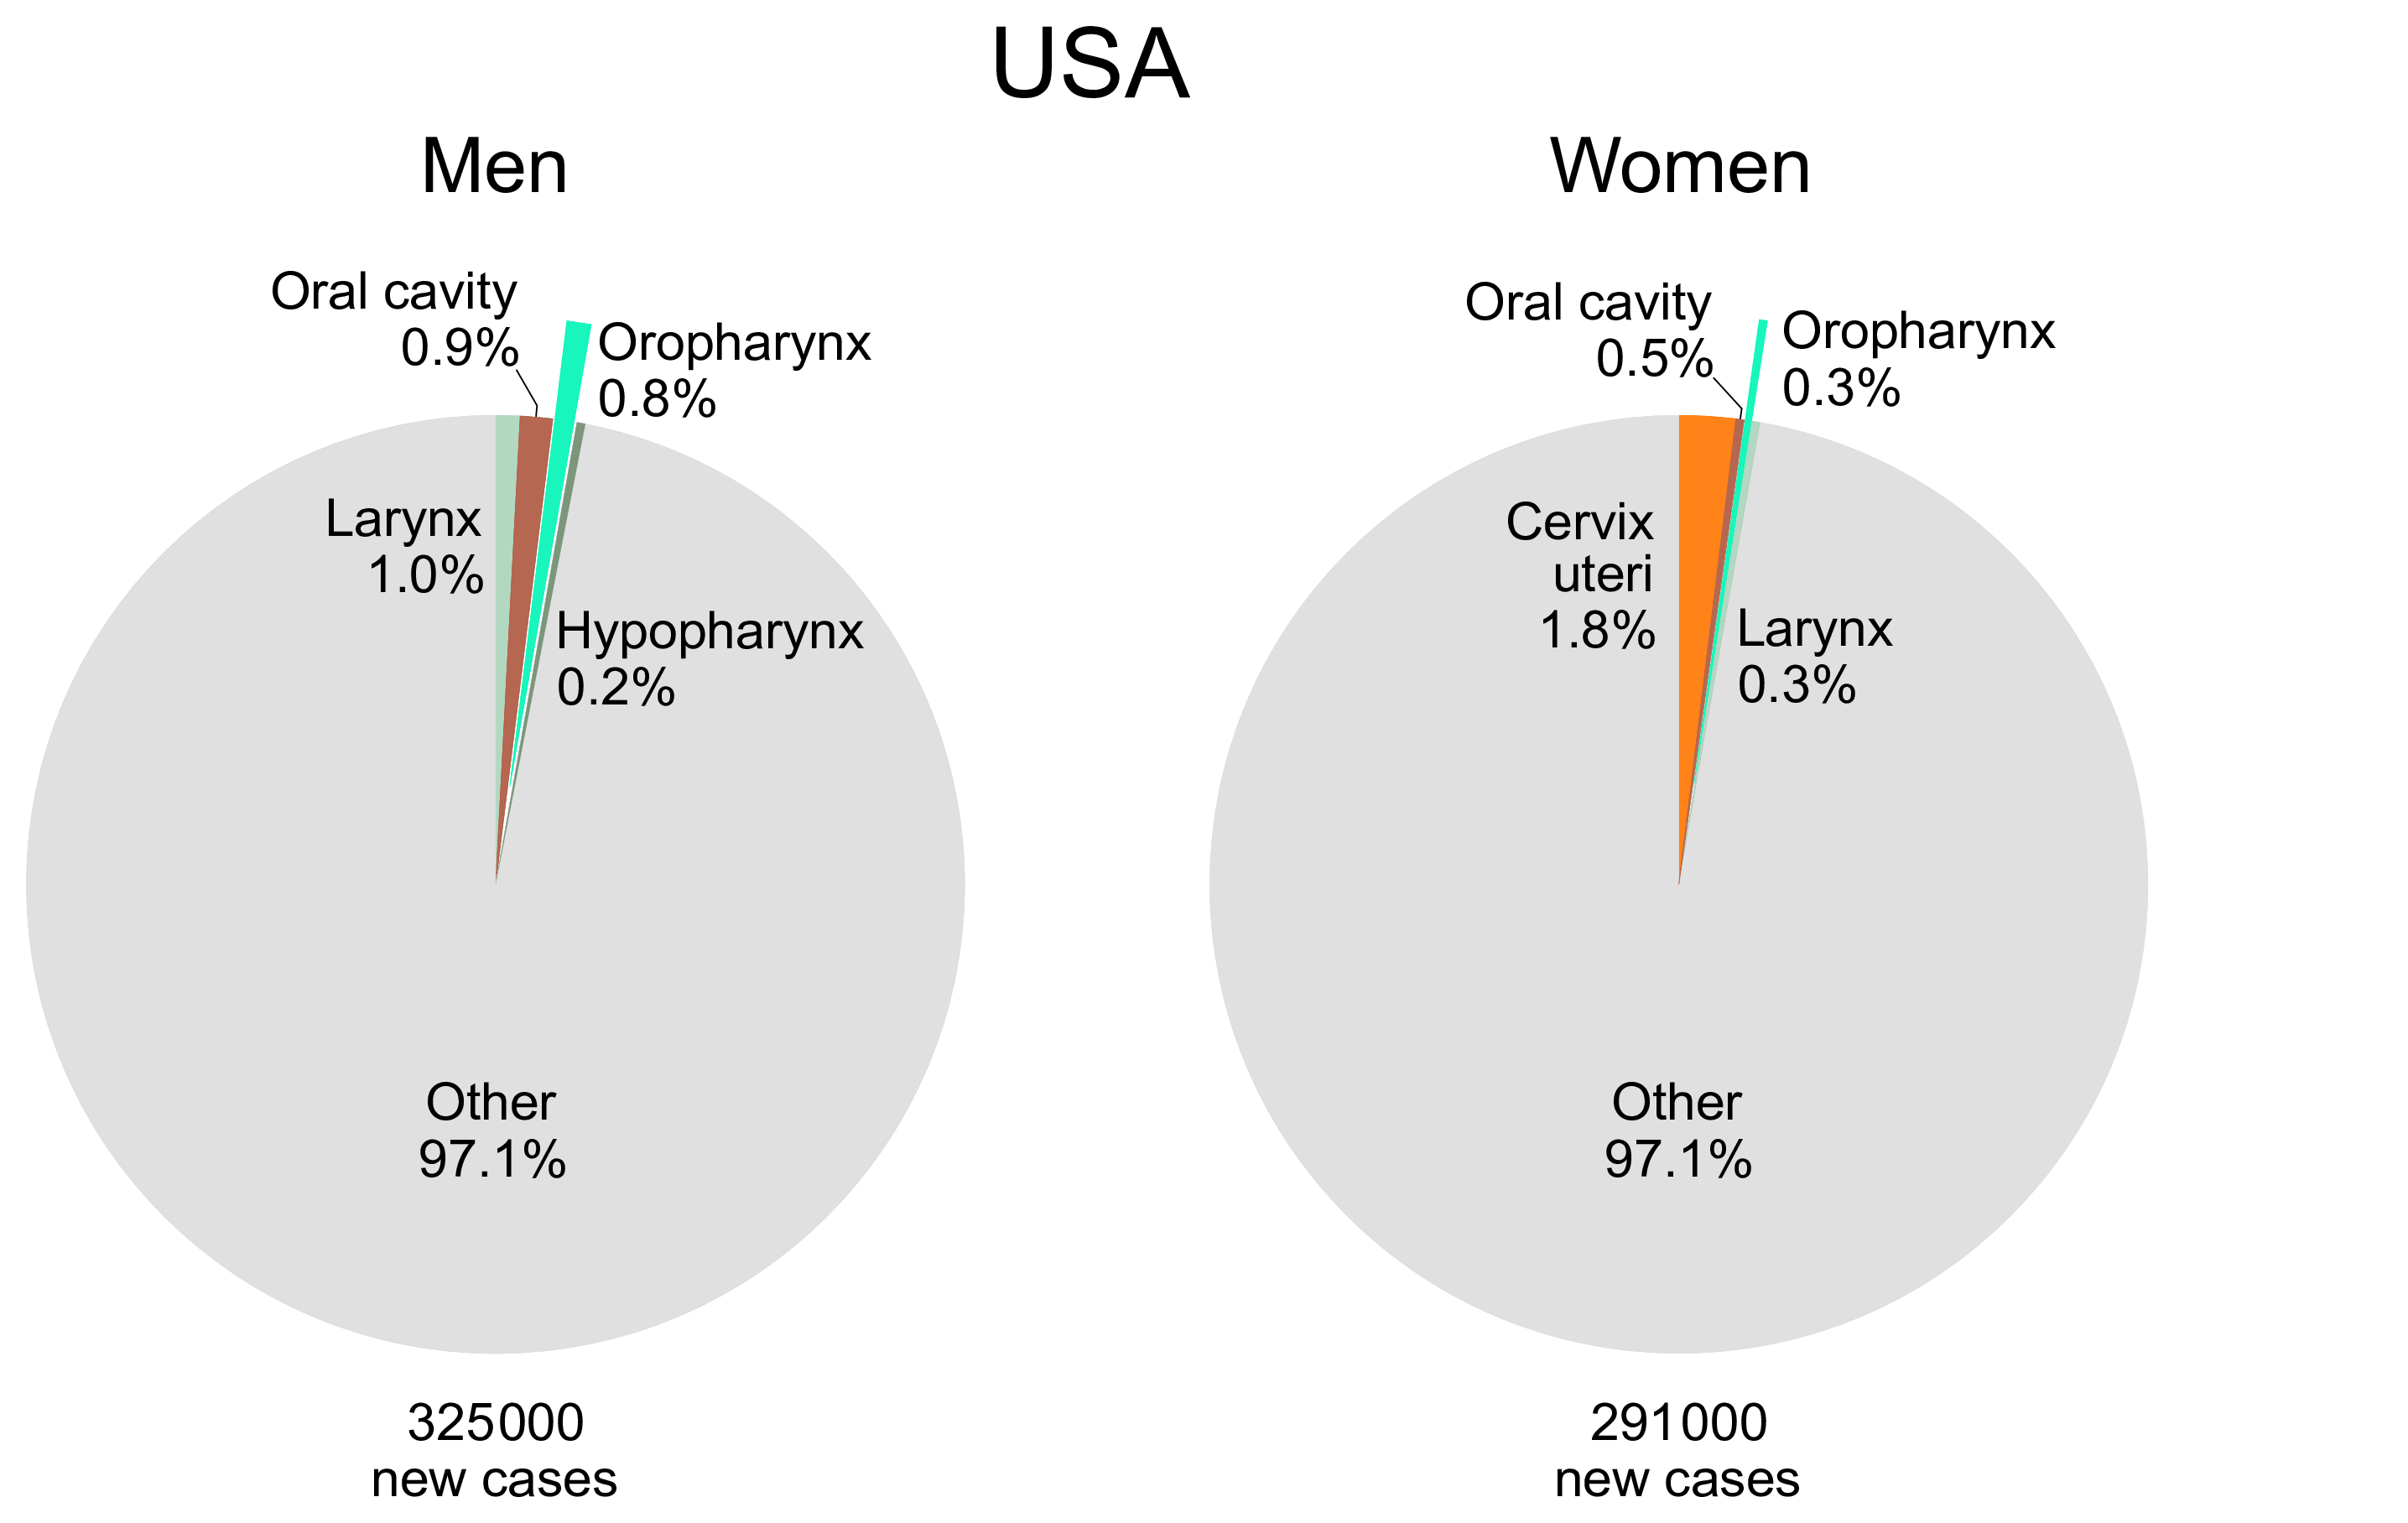 USA
Men
Oral cavity
0.9%
Oropharynx
0.8%
Larynx
1.0%
Hypopharynx
0.2%
Other
97.1%
325000
new cases
Women
Oral cavity
0.5%
Oropharynx
0.3%
Cervix
uteri
1.8%
Larynx
0.3%
Other
97.1%
291000
new cases